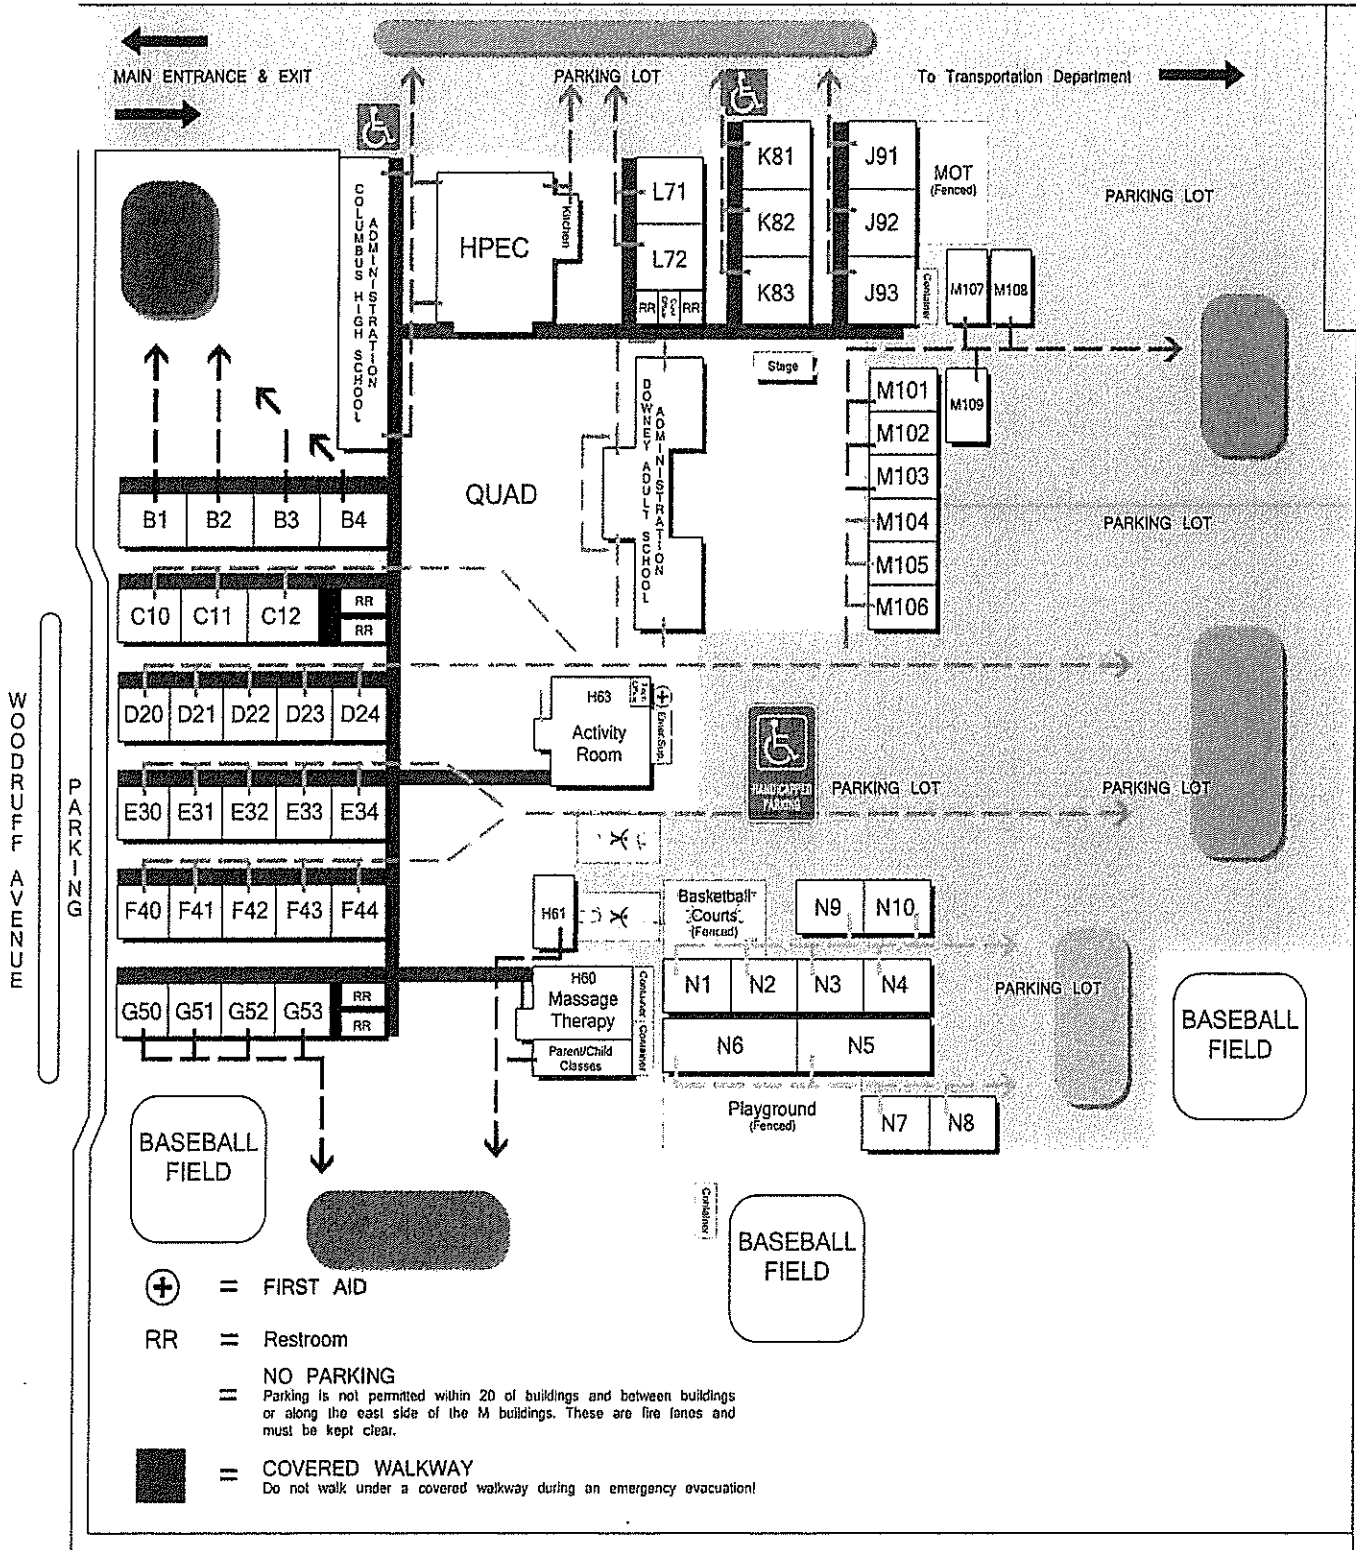 MAIN ENTRANCE & EXIT
PARKING LOT
To Transportation Department
COLUMBUS HIGH SCHOOL
ADMINISTRATION
HPEC
Kitchen
L71
L72
RR
RR
K81
K82
K83
J91
J92
J93
MOT
(Fenced)
Container
PARKING LOT
M107
M108
M109
Stage
M101
M102
M103
M104
M105
M106
DOWNEY ADULT SCHOOL
ADMINISTRATION
QUAD
PARKING LOT
B1
B2
B3
B4
C10
C11
C12
RR
RR
D20
D21
D22
D23
D24
H63
Activity
Room
HANDICAPPED
PARKING
PARKING LOT
PARKING LOT
E30
E31
E32
E33
E34
F40
F41
F42
F43
F44
H61
Basketball
Courts
(Fenced)
N9
N10
N1
N2
N3
N4
N6
N5
PARKING LOT
BASEBALL
FIELD
G50
G51
G52
G53
RR
RR
H60
Massage
Therapy
Parent/Child
Classes
Container
Container
Playground
(Fenced)
N7
N8
WOODRUFF AVENUE
PARKING
BASEBALL
FIELD
Container
BASEBALL
FIELD
= FIRST AID
RR = Restroom
= NO PARKING
Parking is not permitted within 20 of buildings and between buildings
or along the east side of the M buildings. These are fire lanes and
must be kept clear.
= COVERED WALKWAY
Do not walk under a covered walkway during an emergency evacuation!